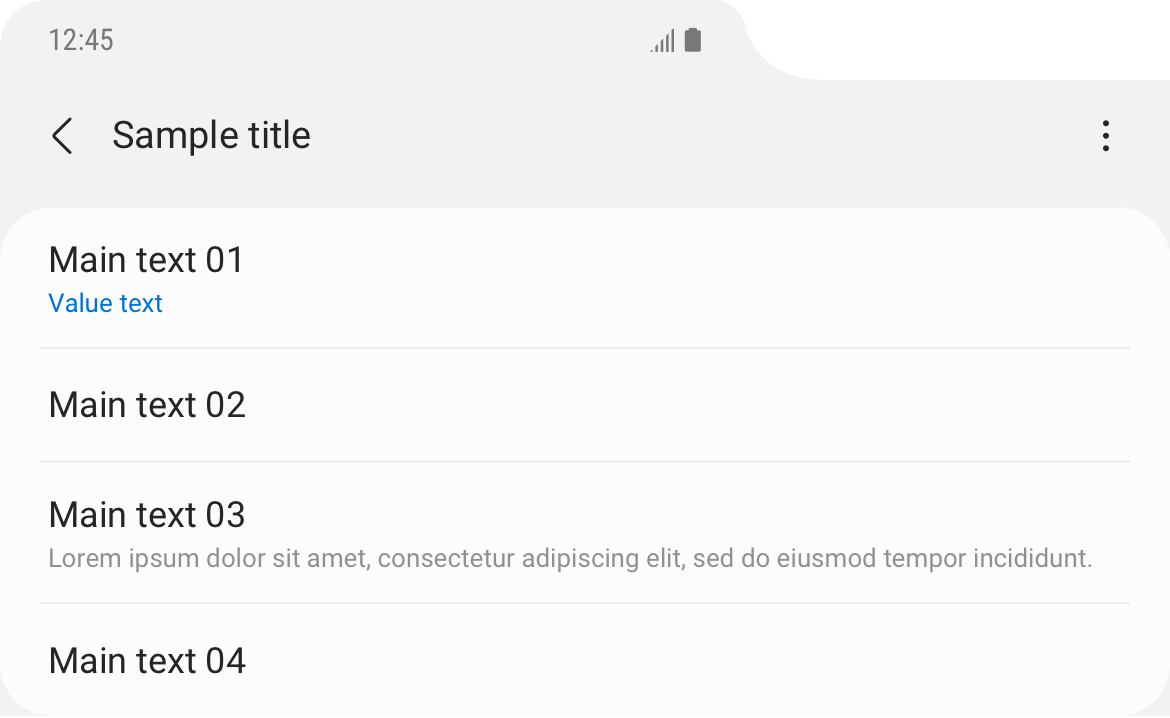 12:45
Sample title
Main text 01
Value text
Main text 02
Main text 03
Lorem ipsum dolor sit amet, consectetur adipiscing elit, sed do eiusmod tempor incididunt.
Main text 04